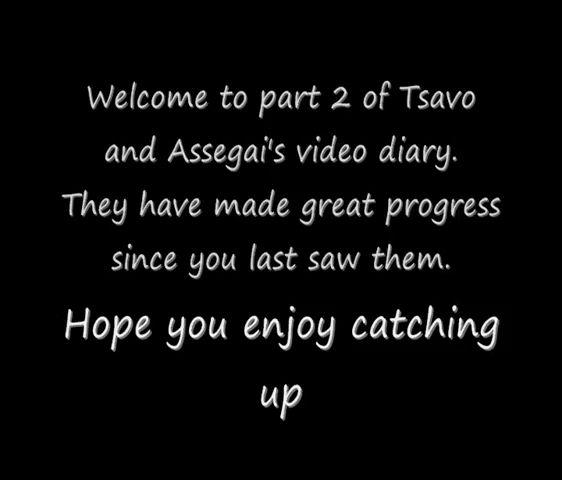 Welcome to part 2 of Tsavo
and Assegai's video diary.
They have made great progress
since you last saw them.
Hope you enjoy catching
up